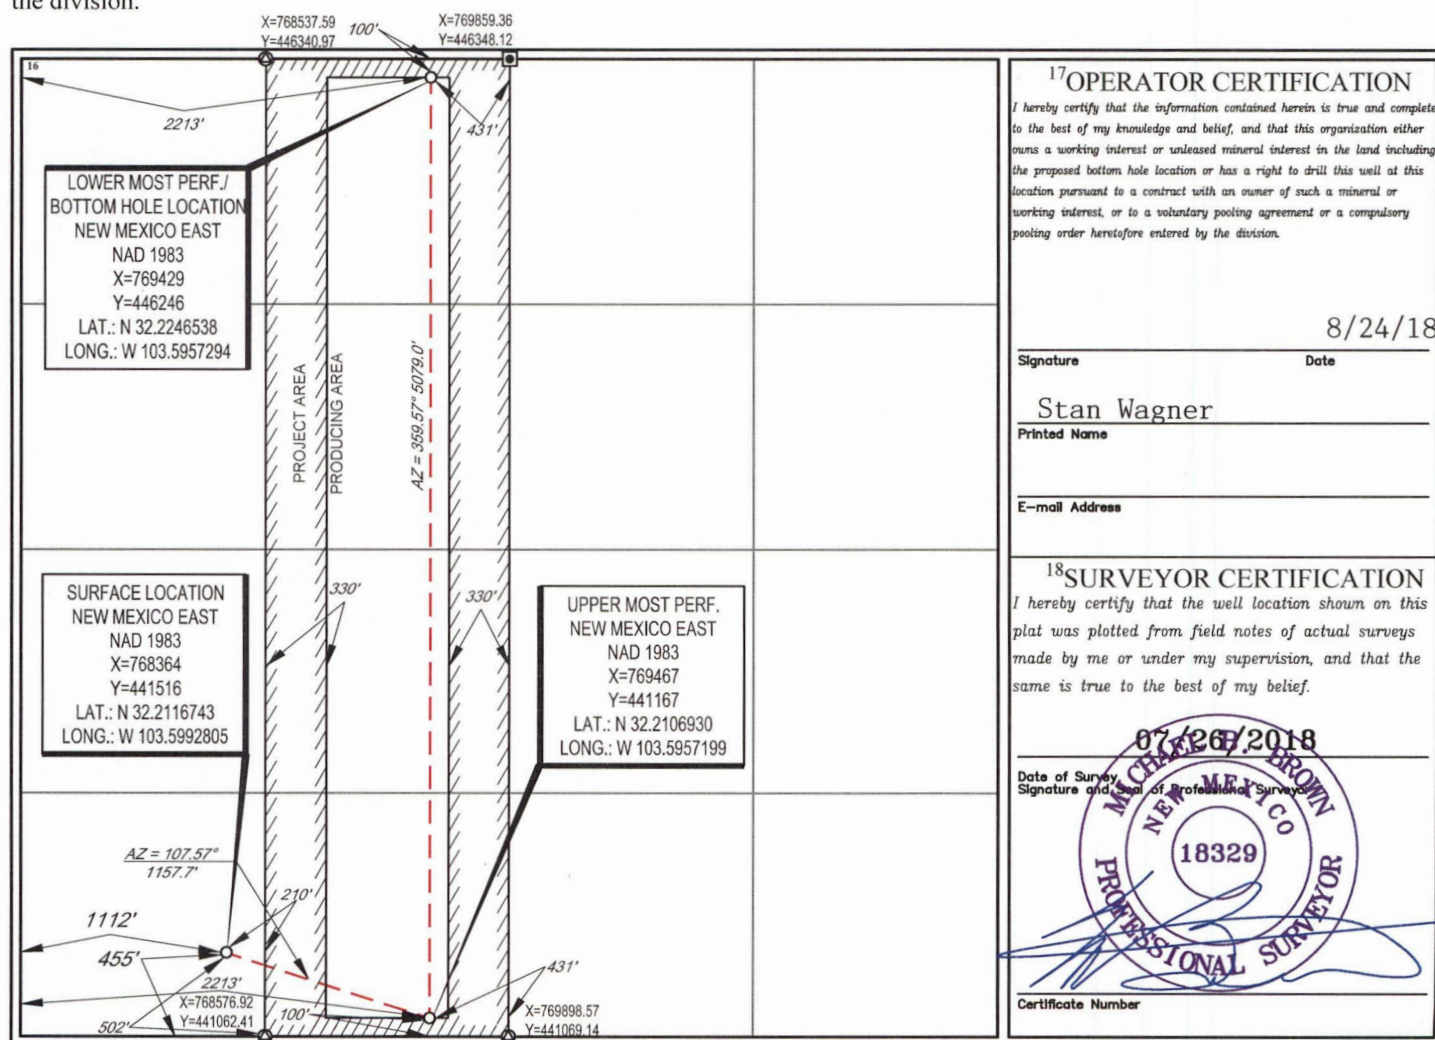 the division.
X=768537.59
Y=446340.97
100'
X=769859.36
Y=446348.12
16
2213'
431'
LOWER MOST PERF./
BOTTOM HOLE LOCATION
NEW MEXICO EAST
NAD 1983
X=769429
Y=446246
LAT.: N 32.2246538
LONG.: W 103.5957294
PROJECT AREA
PRODUCING AREA
AZ = 359.57° 5079.0'
330'
330'
SURFACE LOCATION
NEW MEXICO EAST
NAD 1983
X=768364
Y=441516
LAT.: N 32.2116743
LONG.: W 103.5992805
UPPER MOST PERF.
NEW MEXICO EAST
NAD 1983
X=769467
Y=441167
LAT.: N 32.2106930
LONG.: W 103.5957199
AZ = 107.57°
1157.7'
210'
1112'
455'
2213'
X=768576.92
Y=441062.41
502'
100'
431'
X=769898.57
Y=441069.14
17OPERATOR CERTIFICATION
I hereby certify that the information contained herein is true and complete
to the best of my knowledge and belief, and that this organization either
owns a working interest or unleased mineral interest in the land including
the proposed bottom hole location or has a right to drill this well at this
location pursuant to a contract with an owner of such a mineral or
working interest, or to a voluntary pooling agreement or a compulsory
pooling order heretofore entered by the division.
8/24/18
Signature Date
Stan Wagner
Printed Name
E-mail Address
18SURVEYOR CERTIFICATION
I hereby certify that the well location shown on this
plat was plotted from field notes of actual surveys
made by me or under my supervision, and that the
same is true to the best of my belief.
07/26/2018
Date of Survey
Signature and Seal of Professional Surveyor
MICHAEL B. BROWN
NEW MEXICO
18329
PROFESSIONAL SURVEYOR
Certificate Number